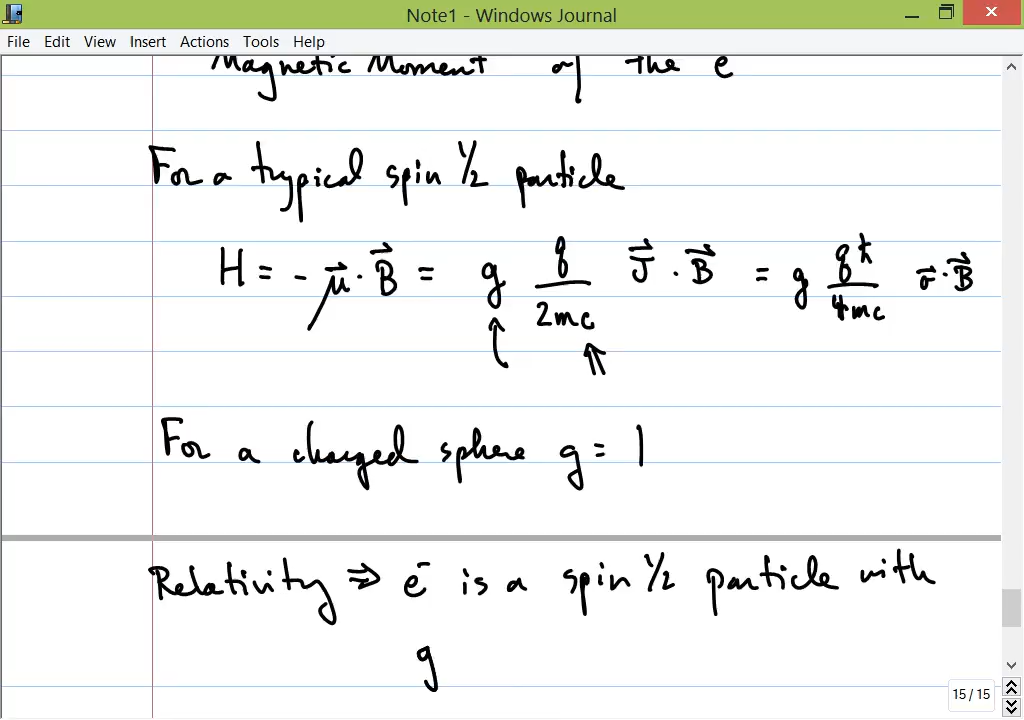 Note1 - Windows Journal
File Edit View Insert Actions Tools Help
Magnetic Moment of the e
For a trypical spin 1/2 particle
H = - μ⃗ · B⃗ = g q/2mc J⃗ · B⃗ = g qħ/4mc σ⃗ · B⃗
For a charged sphere g = 1
Relativity ⇒ e⁻ is a spin 1/2 particle with
g
15 / 15